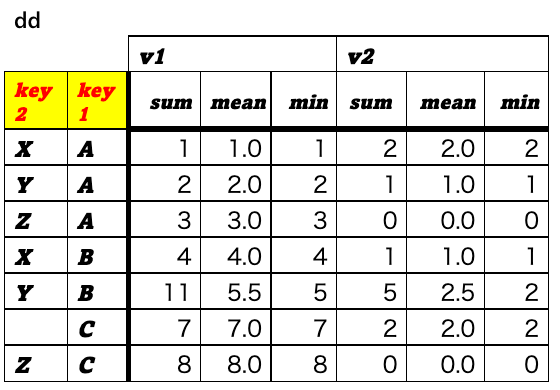 dd
v1 v2
key 2 key 1 sum mean min sum mean min
X A 1 1.0 1 2 2.0 2
Y A 2 2.0 2 1 1.0 1
Z A 3 3.0 3 0 0.0 0
X B 4 4.0 4 1 1.0 1
Y B 11 5.5 5 5 2.5 2
C 7 7.0 7 2 2.0 2
Z C 8 8.0 8 0 0.0 0